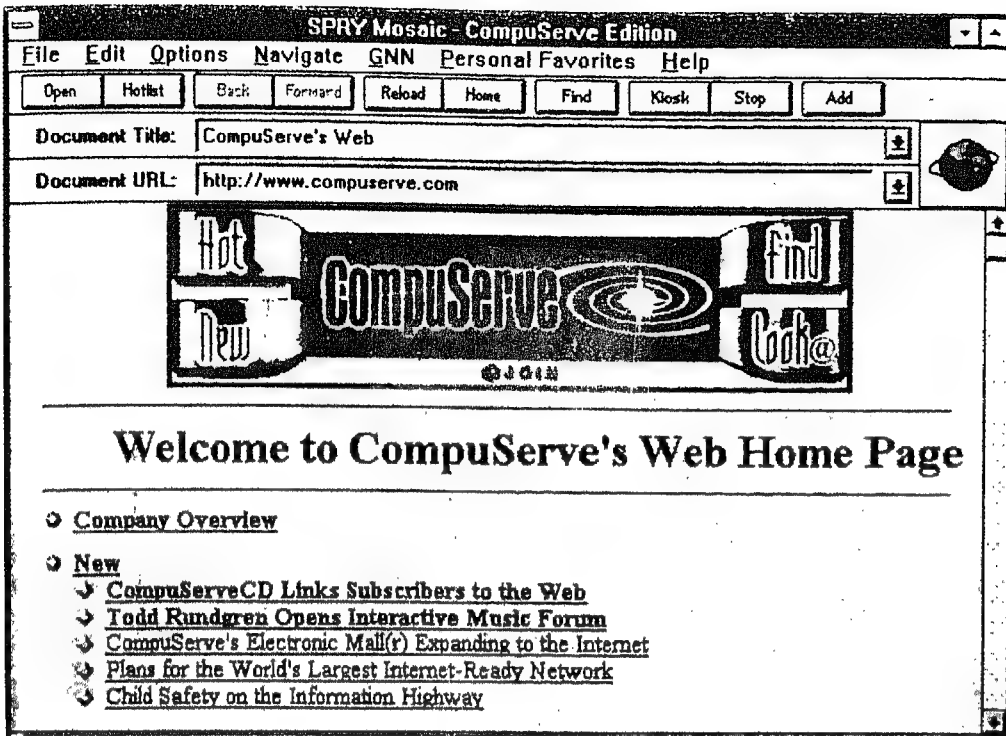 SPRY Mosaic - CompuServe Edition
File Edit Options Navigate GNN Personal Favorites Help
Open Hotlist Back Forward Reload Home Find Kiosk Stop Add
Document Title: CompuServe's Web
Document URL: http://www.compuserve.com
Hot
Find
CompuServe
New
Look@
@JOIN
Welcome to CompuServe's Web Home Page
Company Overview
New
CompuServeCD Links Subscribers to the Web
Todd Rundgren Opens Interactive Music Forum
CompuServe's Electronic Mall(r) Expanding to the Internet
Plans for the World's Largest Internet-Ready Network
Child Safety on the Information Highway